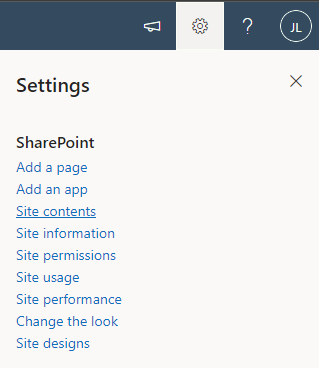 ?
JL
Settings
SharePoint
Add a page
Add an app
Site contents
Site information
Site permissions
Site usage
Site performance
Change the look
Site designs